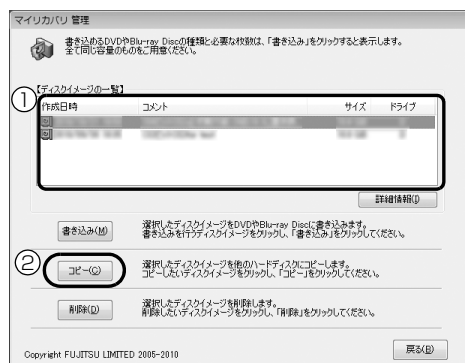 マイリカバリ 管理
書き込めるDVDやBlu-ray Discの種類と必要な枚数は、「書き込み」をクリックすると表示します。
全て同じ容量のものをご用意ください。
【ディスクイメージの一覧】
①
作成日時 コメント サイズ ドライブ
詳細情報(I)
書き込み(M)
選択したディスクイメージをDVDやBlu-ray Discに書き込みます。
書き込みを行うディスクイメージをクリックし、「書き込み」をクリックしてください。
②
コピー(C)
選択したディスクイメージを他のハードディスクにコピーします。
コピーしたいディスクイメージをクリックし、「コピー」をクリックしてください。
削除(D)
選択したディスクイメージを削除します。
削除したいディスクイメージをクリックし、「削除」をクリックしてください。
Copyright FUJITSU LIMITED 2005-2010
戻る(B)